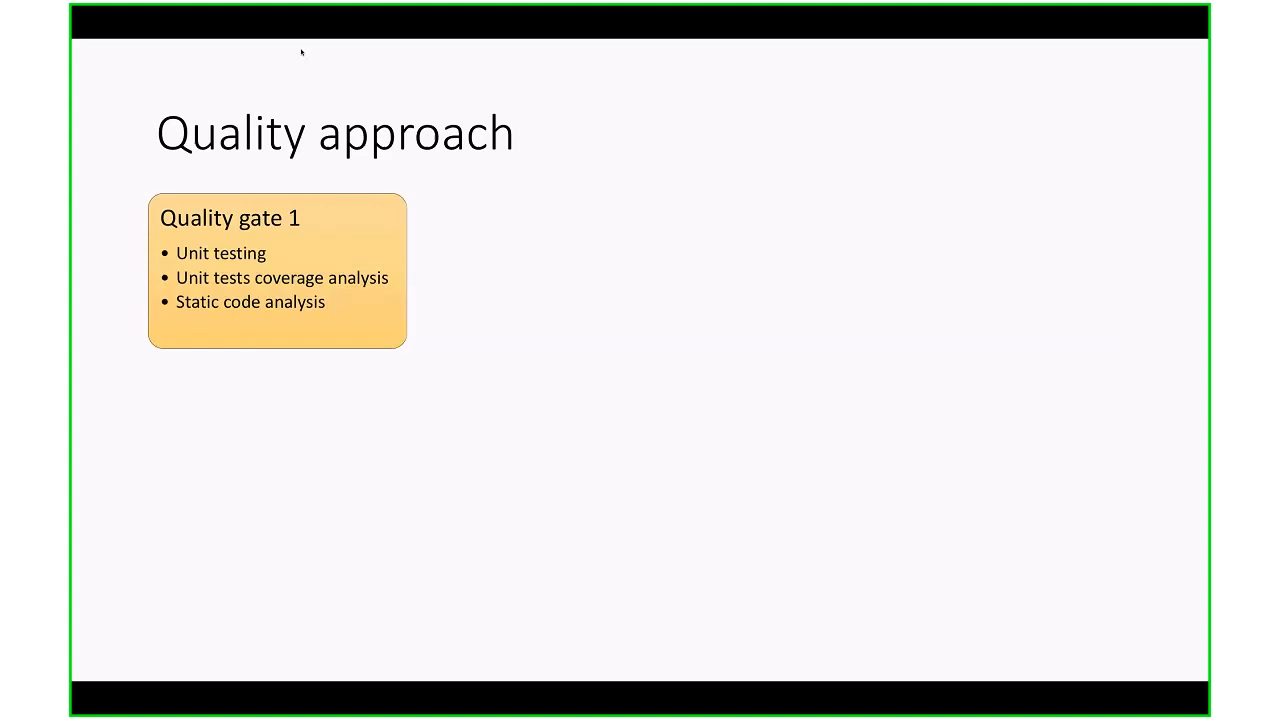 Quality approach
Quality gate 1
• Unit testing
• Unit tests coverage analysis
• Static code analysis